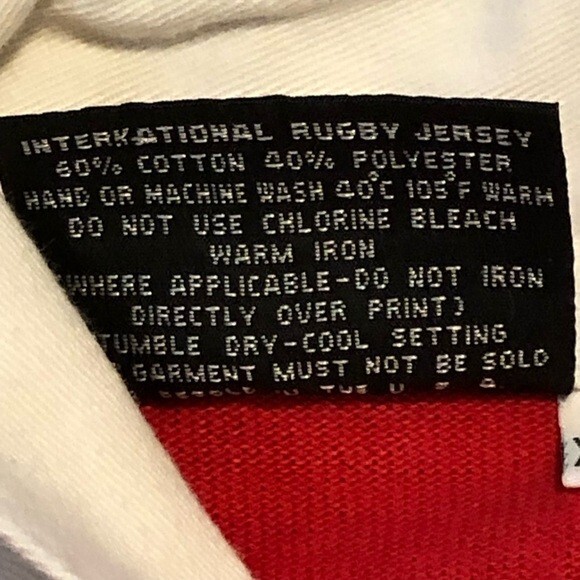 INTERNATIONAL RUGBY JERSEY
60% COTTON 40% POLYESTER
HAND OR MACHINE WASH 40°C 105°F WARM
DO NOT USE CHLORINE BLEACH
WARM IRON
WHERE APPLICABLE-DO NOT IRON
DIRECTLY OVER PRINT)
TUMBLE DRY-COOL SETTING
GARMENT MUST NOT BE SOLD
IN THE U S A
X